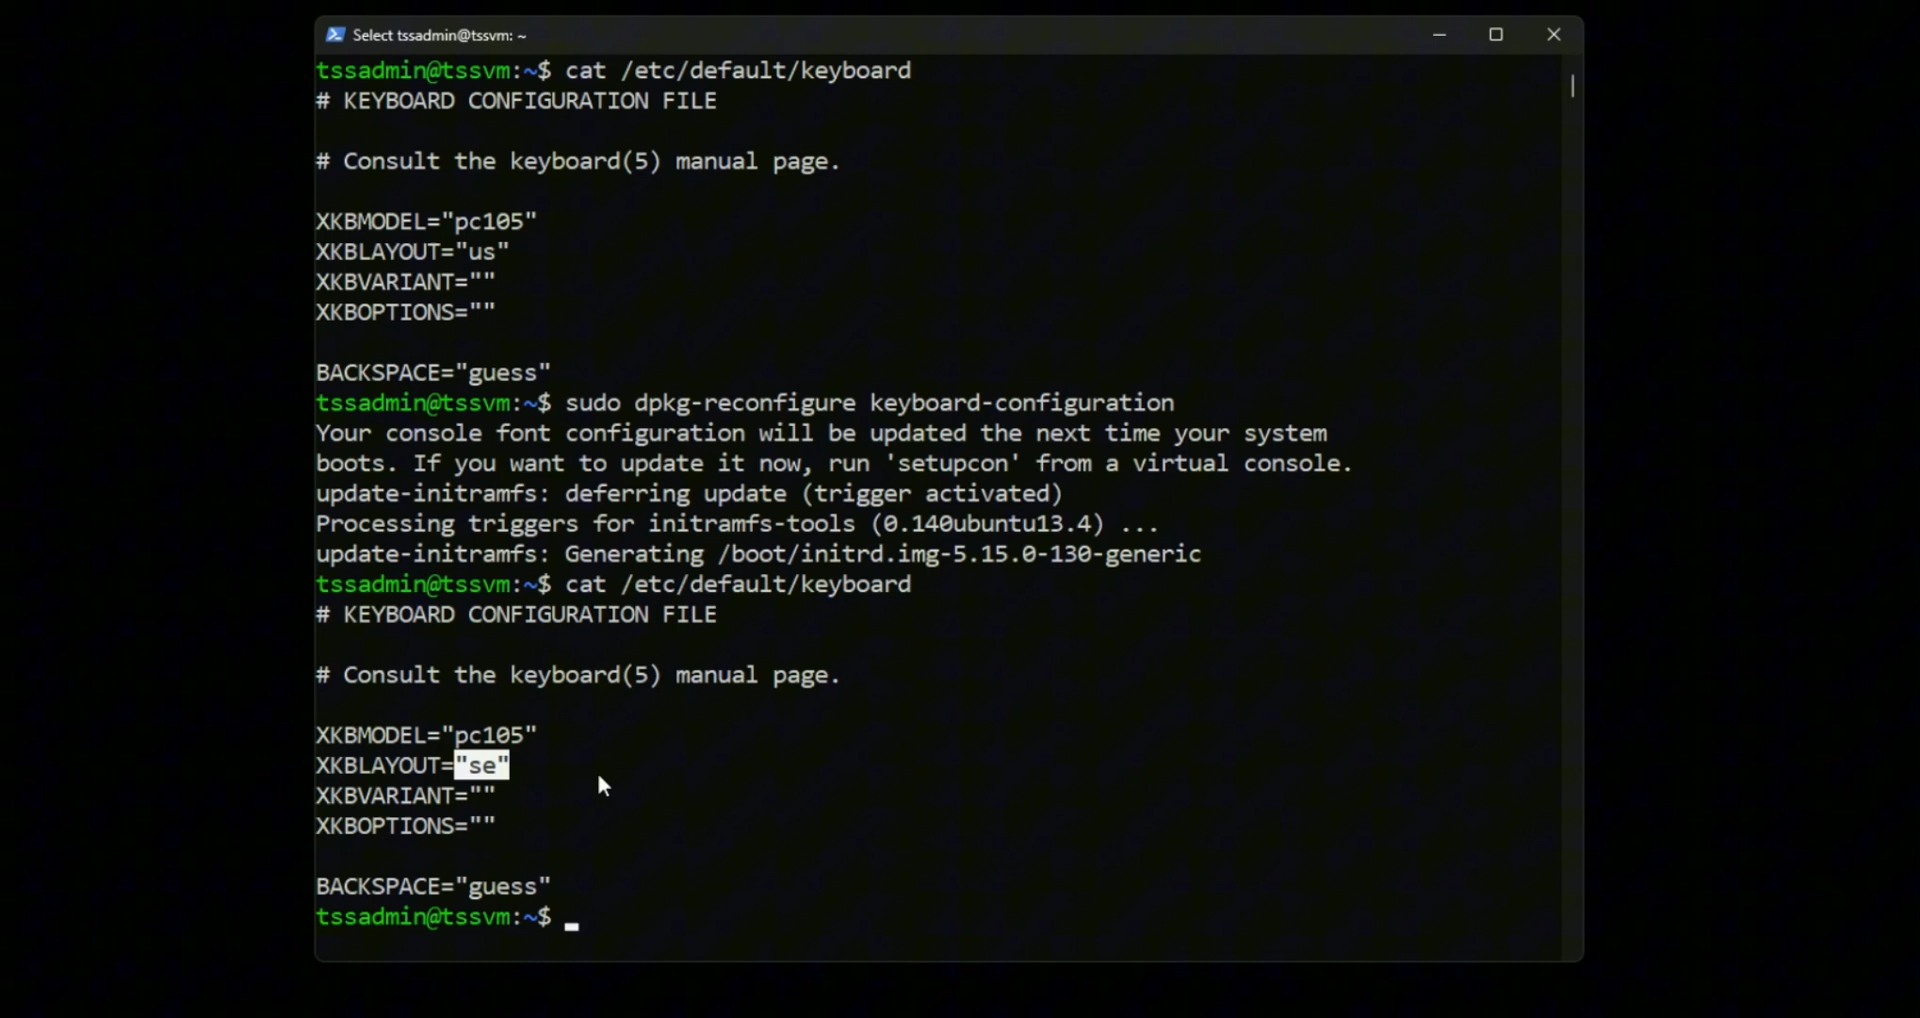 Select tssadmin@tssvm: ~
tssadmin@tssvm:~$ cat /etc/default/keyboard
# KEYBOARD CONFIGURATION FILE
# Consult the keyboard(5) manual page.
XKBMODEL="pc105"
XKBLAYOUT="us"
XKBVARIANT=""
XKBOPTIONS=""
BACKSPACE="guess"
tssadmin@tssvm:~$ sudo dpkg-reconfigure keyboard-configuration
Your console font configuration will be updated the next time your system
boots. If you want to update it now, run 'setupcon' from a virtual console.
update-initramfs: deferring update (trigger activated)
Processing triggers for initramfs-tools (0.140ubuntu13.4) ...
update-initramfs: Generating /boot/initrd.img-5.15.0-130-generic
tssadmin@tssvm:~$ cat /etc/default/keyboard
# KEYBOARD CONFIGURATION FILE
# Consult the keyboard(5) manual page.
XKBMODEL="pc105"
XKBLAYOUT="se"
XKBVARIANT=""
XKBOPTIONS=""
BACKSPACE="guess"
tssadmin@tssvm:~$